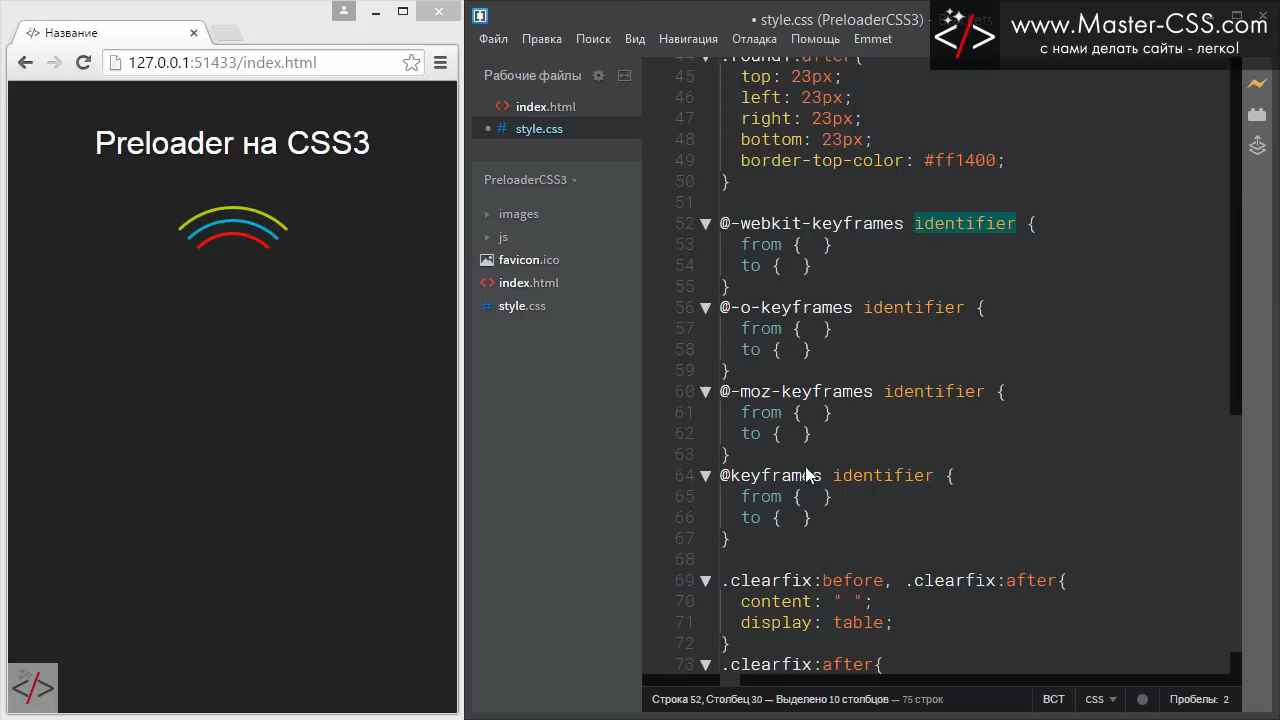 Название
127.0.0.1:51433/index.html
Preloader на CSS3
• style.css (PreloaderCSS3) -
Файл Правка Поиск Вид Навигация Отладка Помощь Emmet
www.Master-CSS.com
с нами делать сайты - легко!
Рабочие файлы
index.html
style.css
PreloaderCSS3
images
js
favicon.ico
index.html
style.css
45 top: 23px;
46 left: 23px;
47 right: 23px;
48 bottom: 23px;
49 border-top-color: #ff1400;
50 }
51
52 @-webkit-keyframes identifier {
53 from { }
54 to { }
55 }
56 @-o-keyframes identifier {
57 from { }
58 to { }
59 }
60 @-moz-keyframes identifier {
61 from { }
62 to { }
63 }
64 @keyframes identifier {
65 from { }
66 to { }
67 }
68
69 .clearfix:before, .clearfix:after{
70 content: " ";
71 display: table;
72 }
73 .clearfix:after{
Строка 52, Столбец 30 — Выделено 10 столбцов — 75 строк ВСТ CSS Пробелы: 2